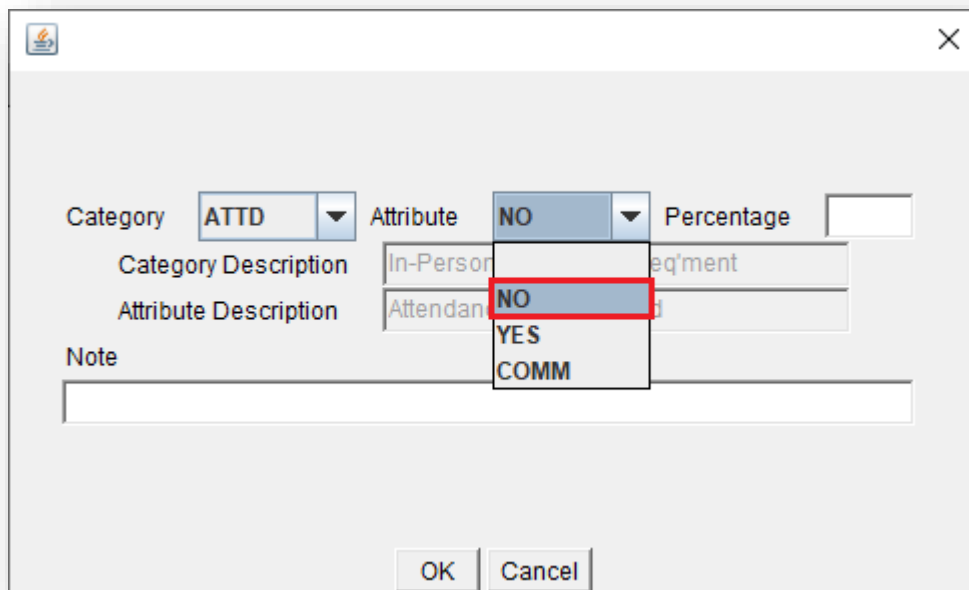 Category ATTD Attribute NO Percentage
Category Description In-Person eq'ment
Attribute Description
NO
YES
COMM
Note
OK Cancel